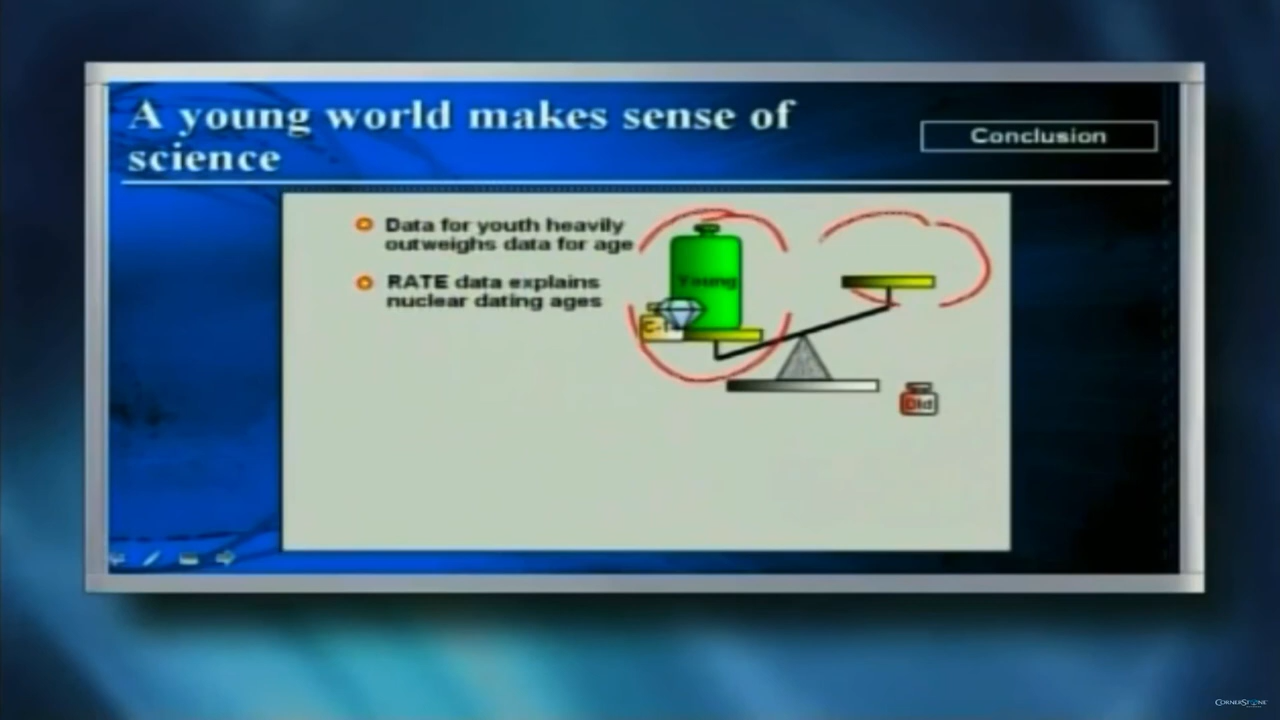 A young world makes sense of
science
Conclusion
Data for youth heavily
outweighs data for age
RATE data explains
nuclear dating ages
Young
Old
CORNERSTONE